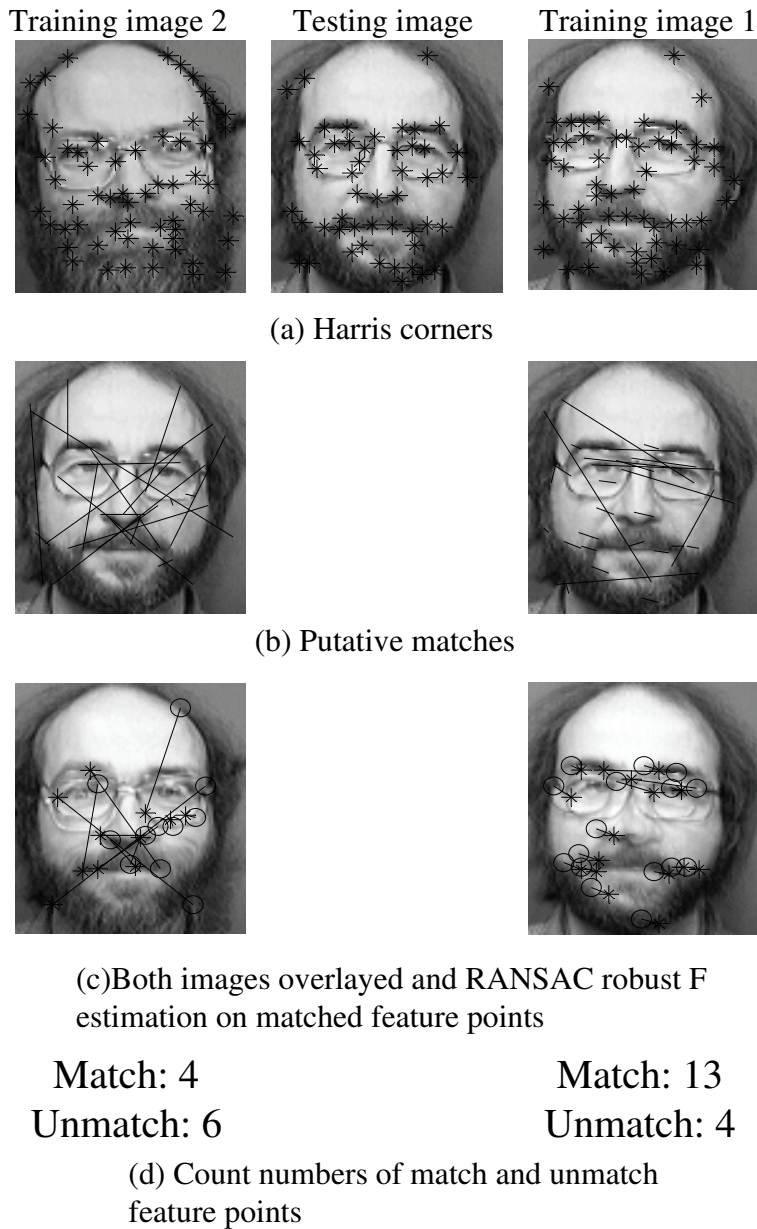 Training image 2
Testing image
Training image 1
(a) Harris corners
(b) Putative matches
(c)Both images overlayed and RANSAC robust F
estimation on matched feature points
Match: 4
Unmatch: 6
Match: 13
Unmatch: 4
(d) Count numbers of match and unmatch
feature points